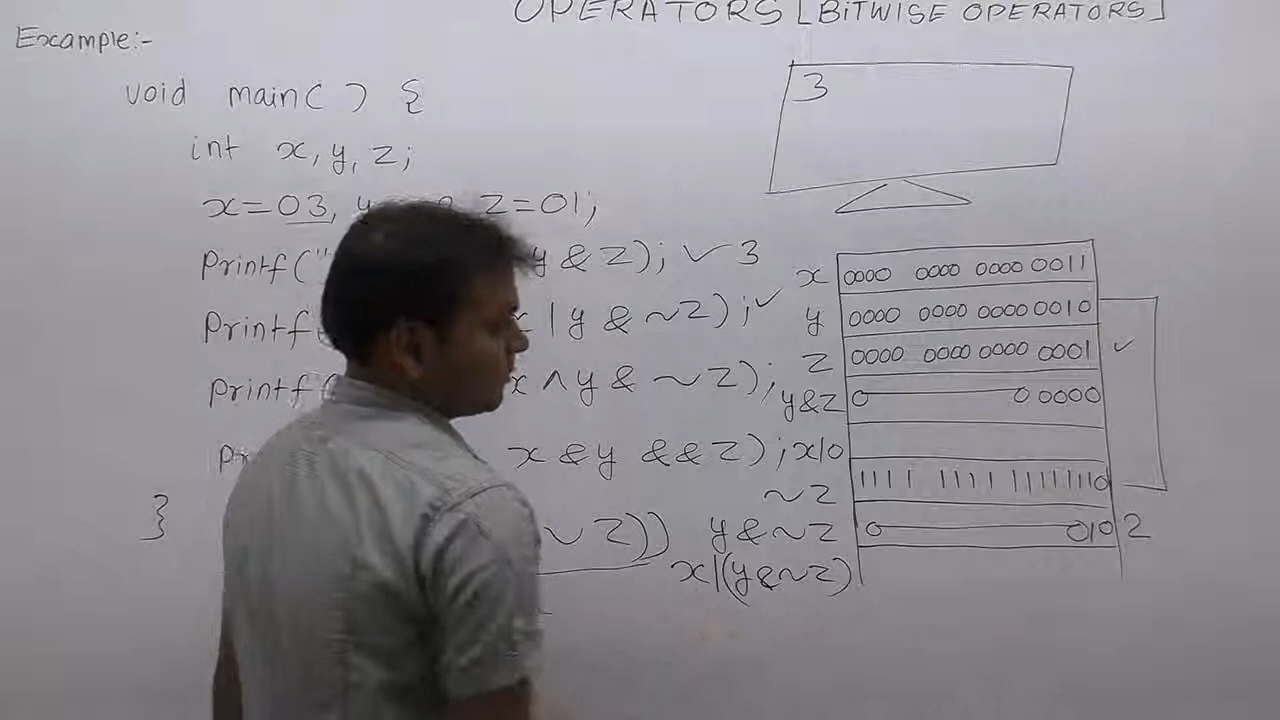 OPERATORS [BITWISE OPERATORS]
Example:-
void main( ) {
int x, y, z;
x=03, z=01;
printf(" y & z); ✓ 3
printf( | y & ~z); ✓
printf( x ^ y & ~z);
x & y && z);
}
~z))
3
x 0000 0000 0000 0011
y 0000 0000 0000 0010
z 0000 0000 0000 0001 ✓
y&z 0 0 0000
x|0
~z 1111 1111 11111110
y&~z 0 010 2
x|(y&~z)